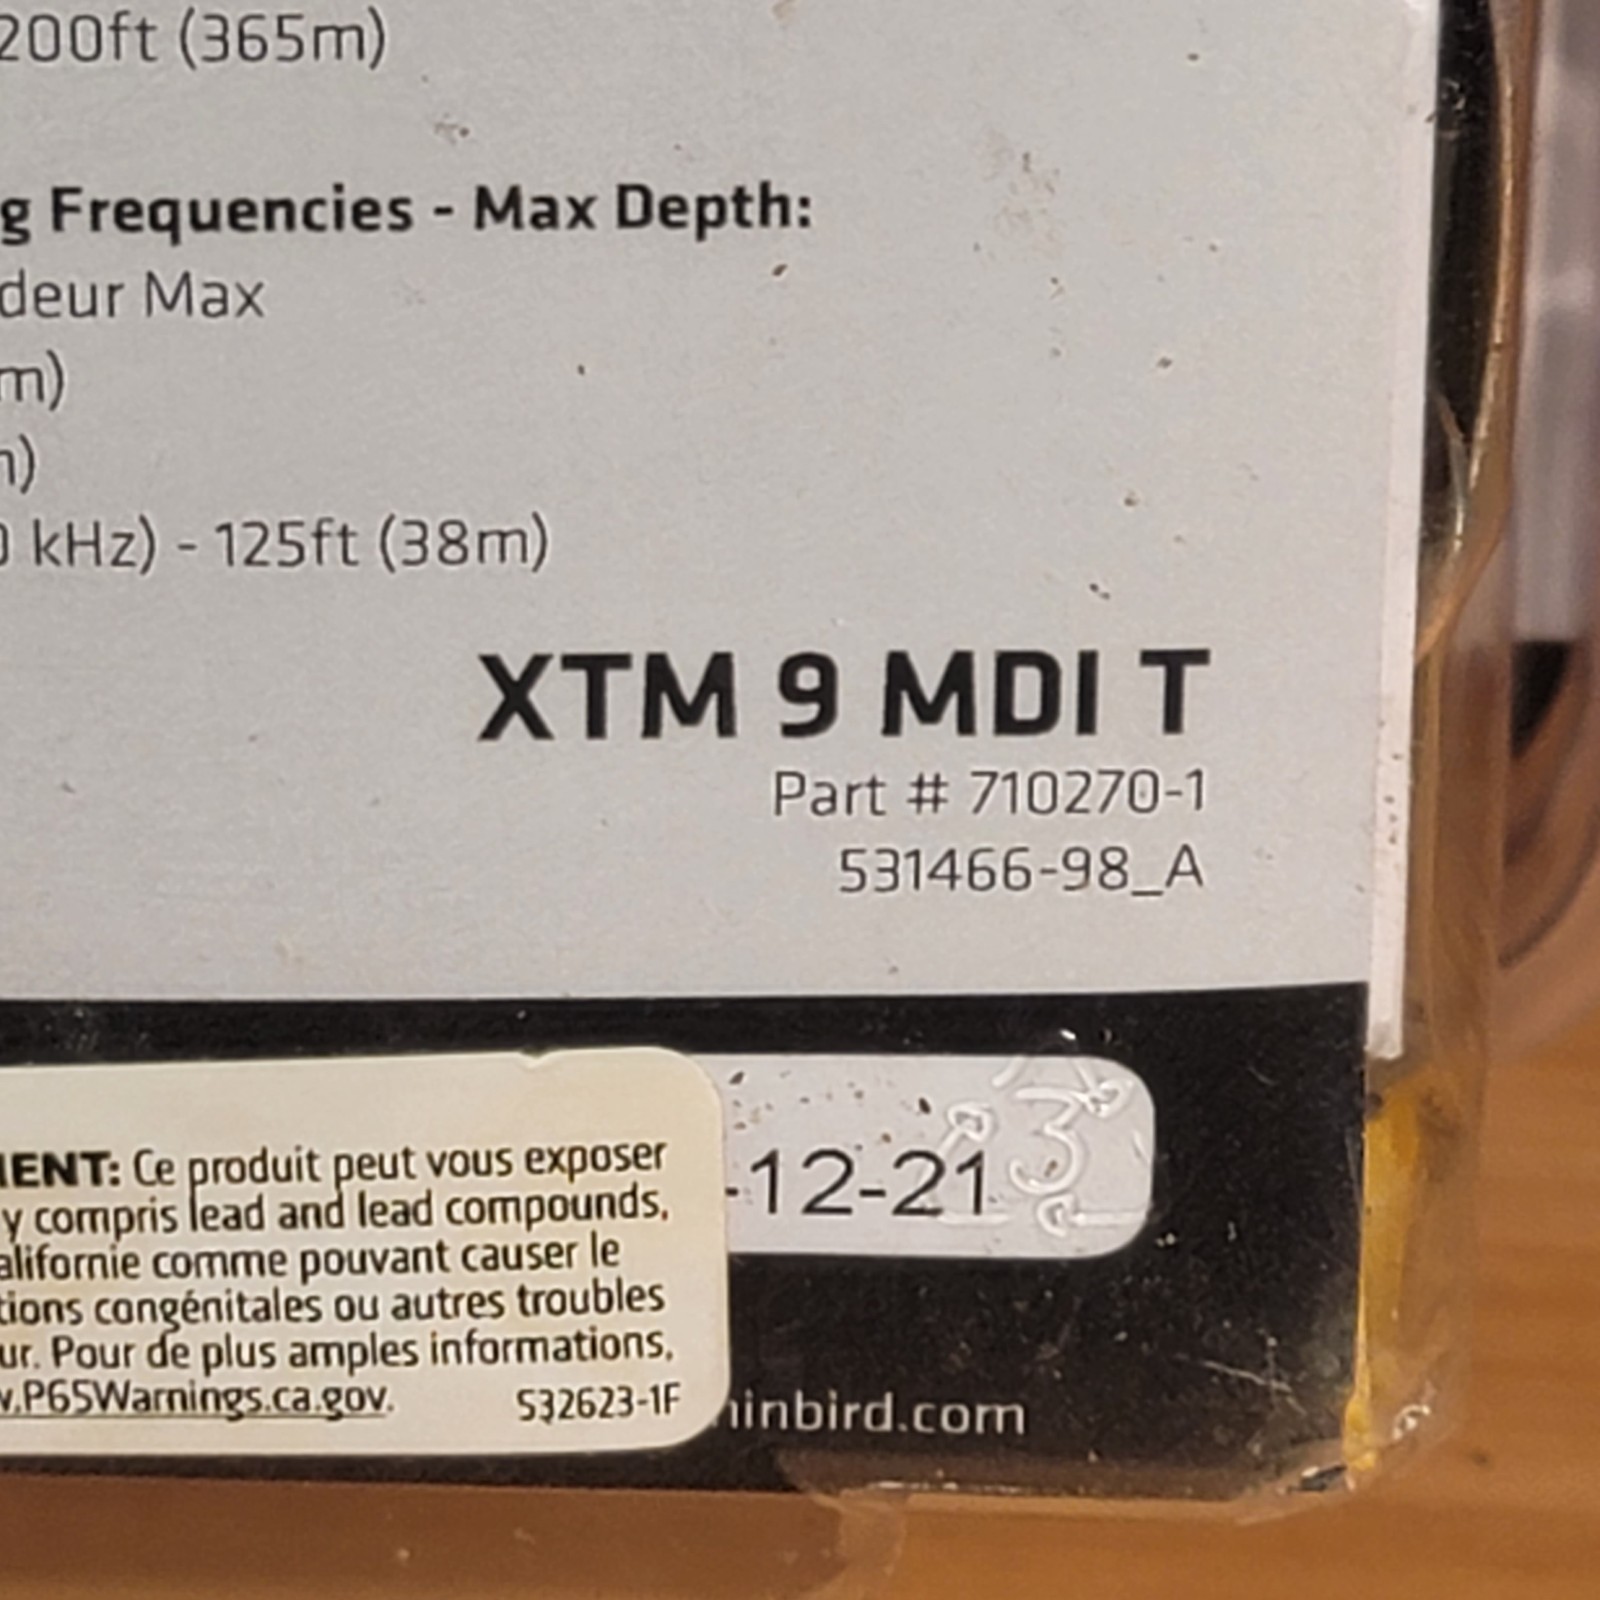 200ft (365m)
g Frequencies - Max Depth:
deur Max
m)
)
kHz) - 125ft (38m)
XTM 9 MDI T
Part # 710270-1
531466-98_A
-12-21
3
MENT: Ce produit peut vous exposer
y compris lead and lead compounds,
alifornie comme pouvant causer le
tions congénitales ou autres troubles
ur. Pour de plus amples informations,
.P65Warnings.ca.gov.
532623-1F
inbird.com